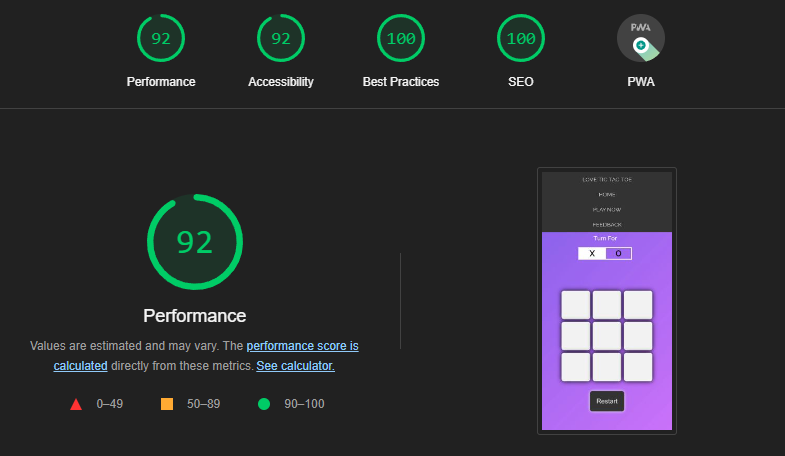 92 92 100 100 PWA
Performance Accessibility Best Practices SEO PWA
92
Performance
Values are estimated and may vary. The performance score is
calculated directly from these metrics. See calculator.
0–49 50–89 90–100
LOVE TIC TAC TOE
HOME
PLAY NOW
FEEDBACK
Turn For
X O
Restart